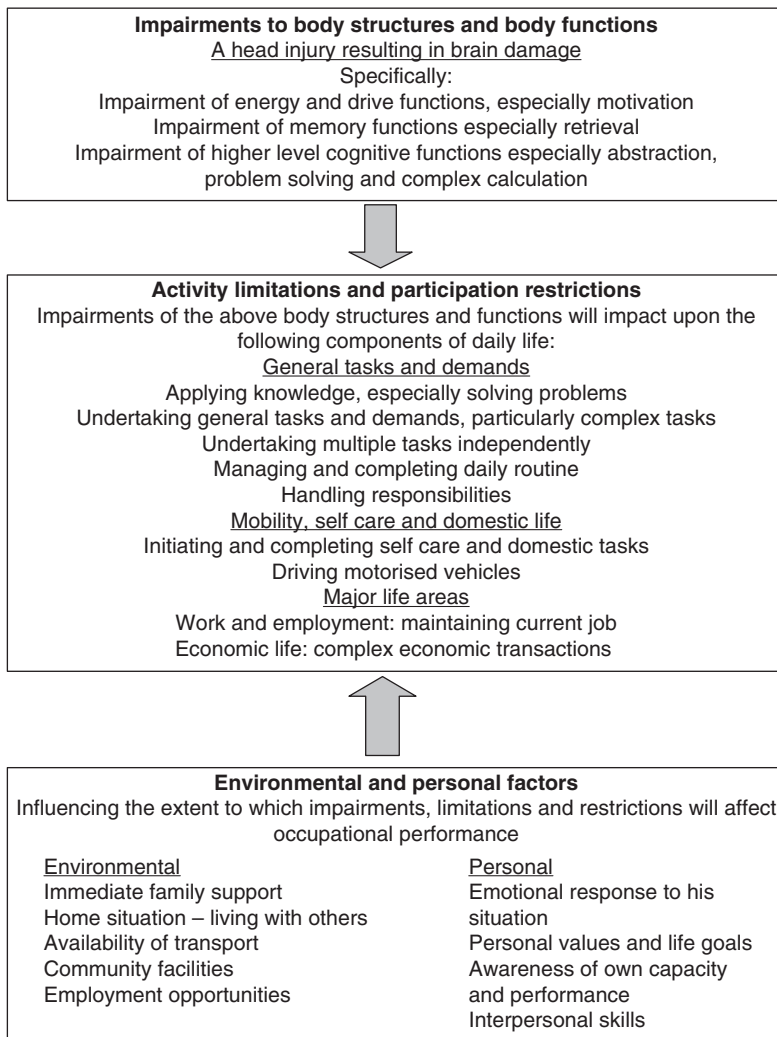 Impairments to body structures and body functions
A head injury resulting in brain damage
Specifically:
Impairment of energy and drive functions, especially motivation
Impairment of memory functions especially retrieval
Impairment of higher level cognitive functions especially abstraction,
problem solving and complex calculation
Activity limitations and participation restrictions
Impairments of the above body structures and functions will impact upon the
following components of daily life:
General tasks and demands
Applying knowledge, especially solving problems
Undertaking general tasks and demands, particularly complex tasks
Undertaking multiple tasks independently
Managing and completing daily routine
Handling responsibilities
Mobility, self care and domestic life
Initiating and completing self care and domestic tasks
Driving motorised vehicles
Major life areas
Work and employment: maintaining current job
Economic life: complex economic transactions
Environmental and personal factors
Influencing the extent to which impairments, limitations and restrictions will affect
occupational performance
Environmental
Immediate family support
Home situation – living with others
Availability of transport
Community facilities
Employment opportunities
Personal
Emotional response to his
situation
Personal values and life goals
Awareness of own capacity
and performance
Interpersonal skills